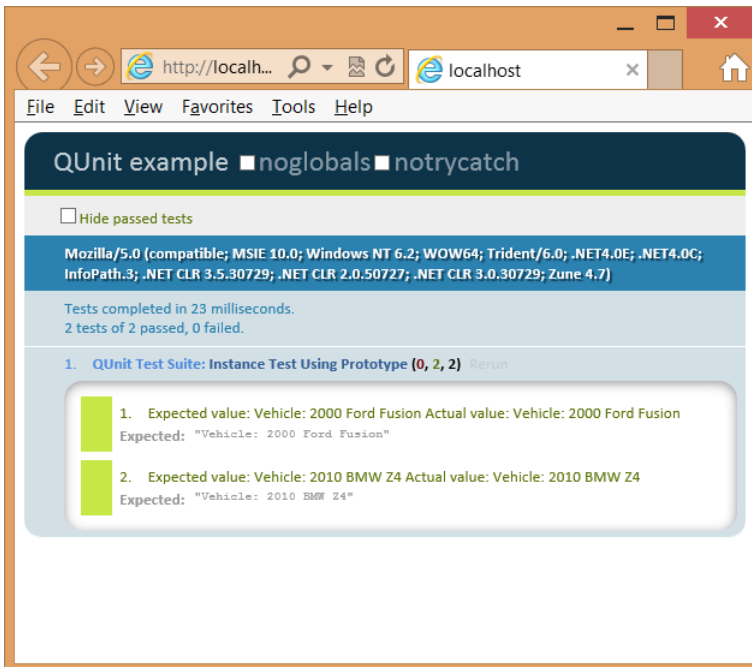 http://localh...
localhost
File Edit View Favorites Tools Help
QUnit example noglobals notrycatch
Hide passed tests
Mozilla/5.0 (compatible; MSIE 10.0; Windows NT 6.2; WOW64; Trident/6.0; .NET4.0E; .NET4.0C;
InfoPath.3; .NET CLR 3.5.30729; .NET CLR 2.0.50727; .NET CLR 3.0.30729; Zune 4.7)
Tests completed in 23 milliseconds.
2 tests of 2 passed, 0 failed.
1. QUnit Test Suite: Instance Test Using Prototype (0, 2, 2) Rerun
1. Expected value: Vehicle: 2000 Ford Fusion Actual value: Vehicle: 2000 Ford Fusion
Expected: "Vehicle: 2000 Ford Fusion"
2. Expected value: Vehicle: 2010 BMW Z4 Actual value: Vehicle: 2010 BMW Z4
Expected: "Vehicle: 2010 BMW Z4"